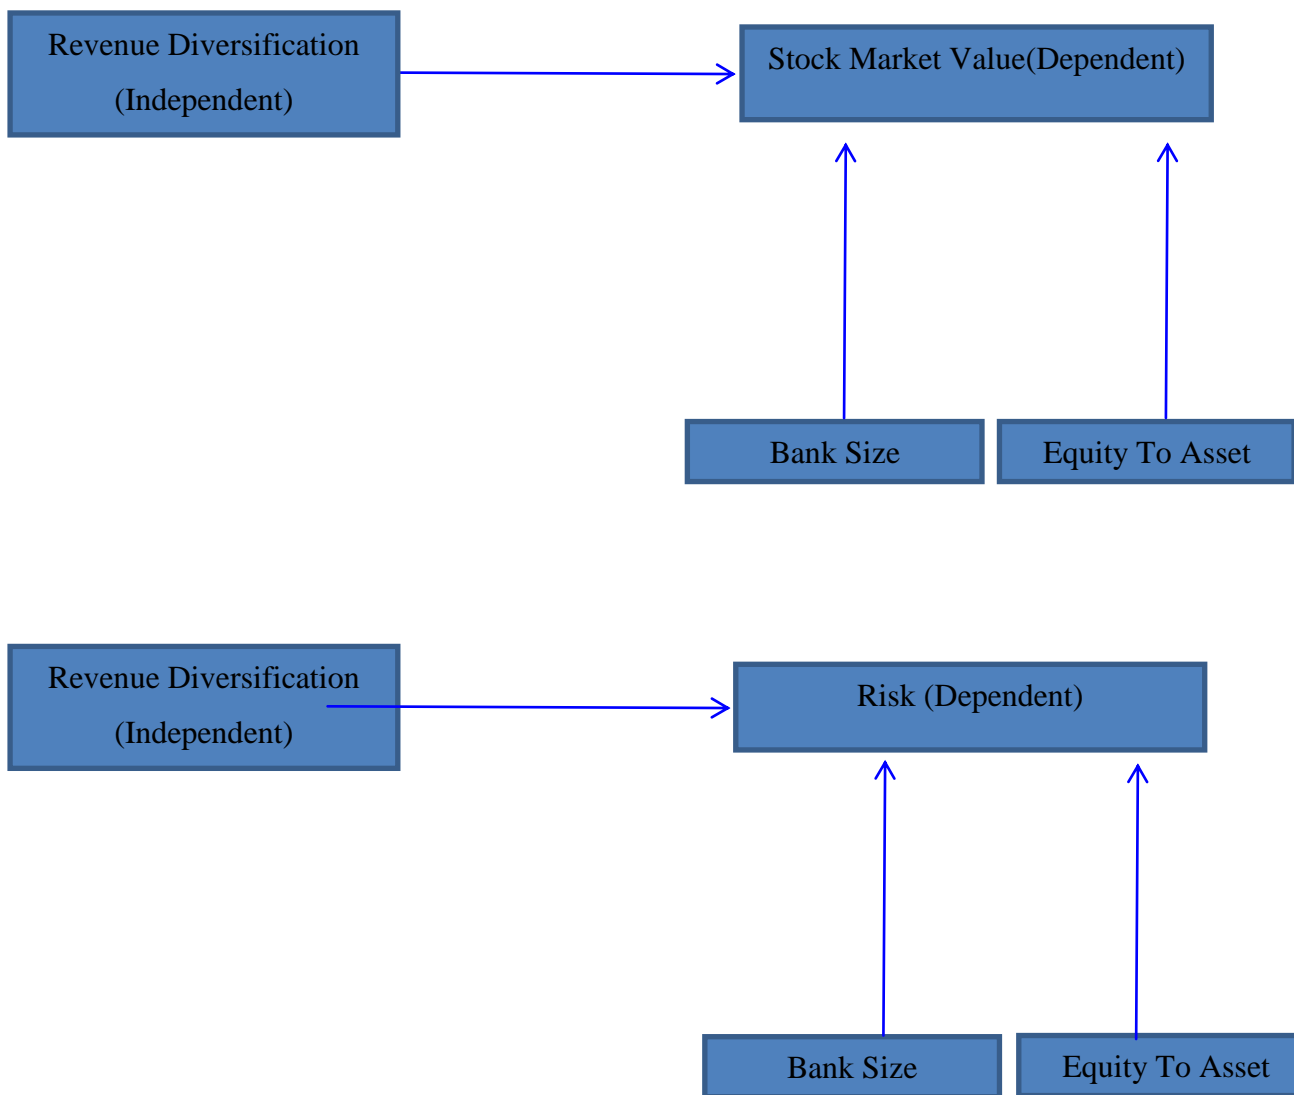 Revenue Diversification
(Independent)
Stock Market Value(Dependent)
Bank Size
Equity To Asset
Revenue Diversification
(Independent)
Risk (Dependent)
Bank Size
Equity To Asset